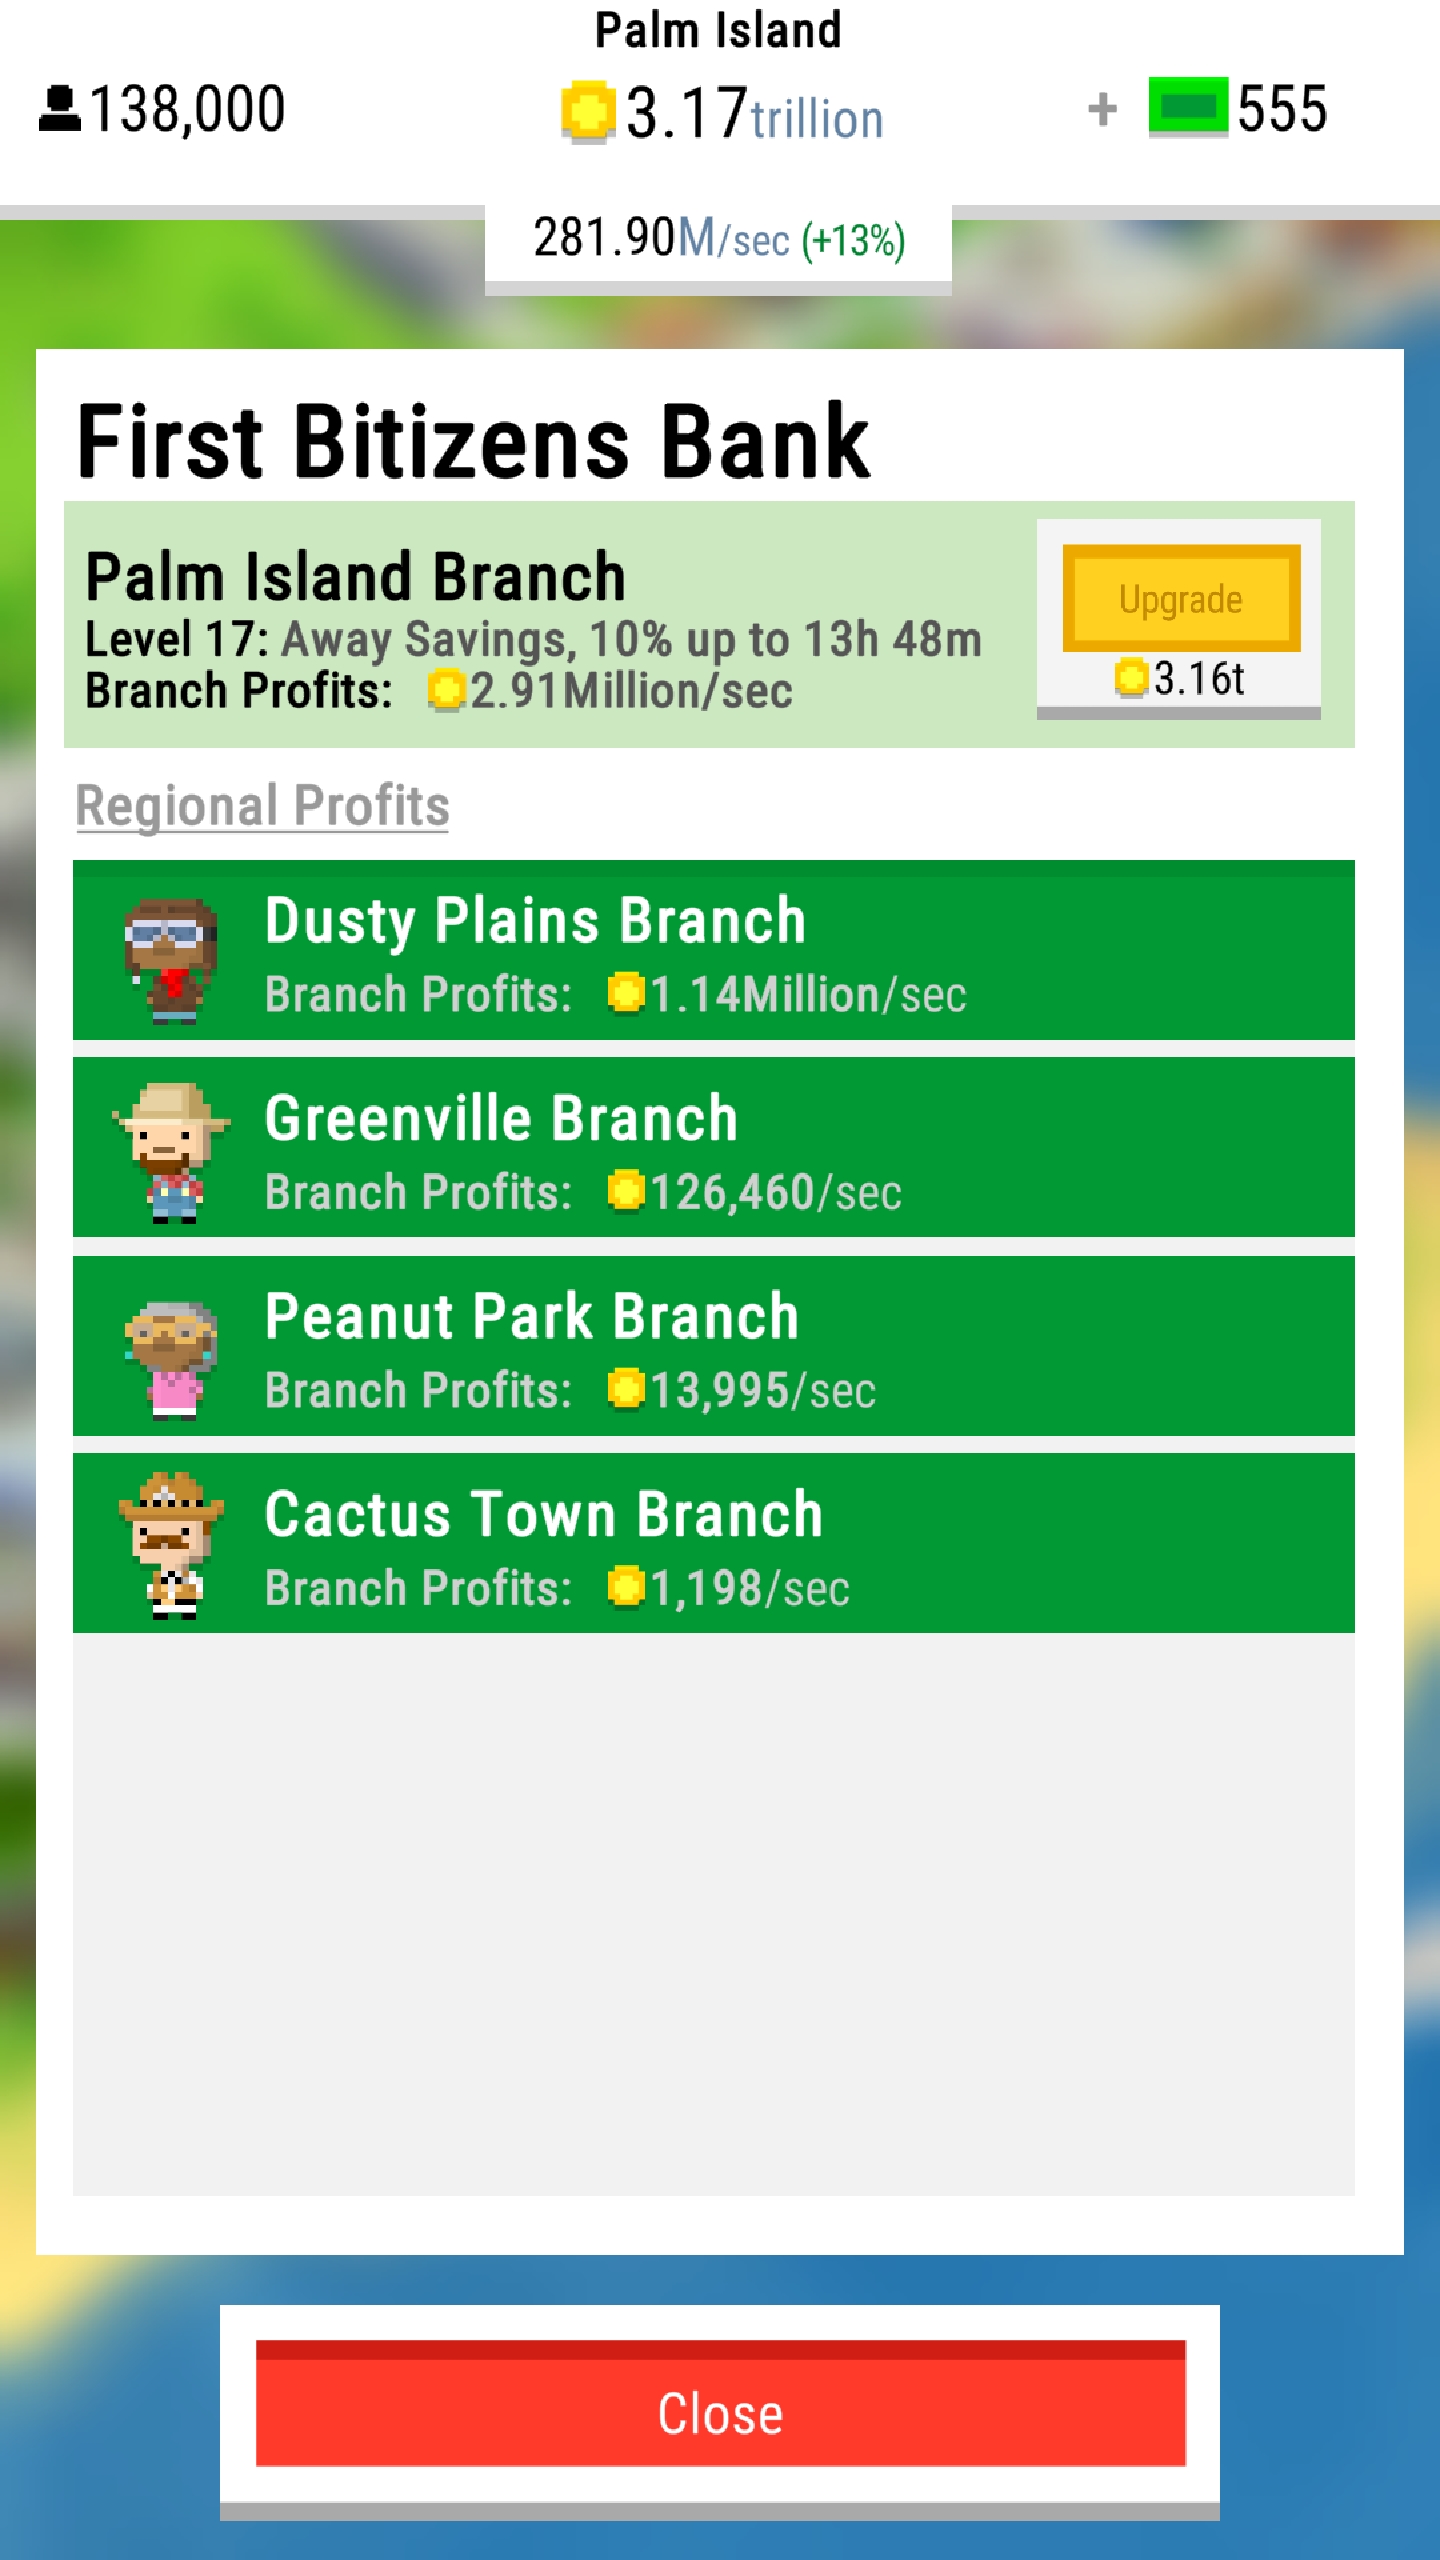 Palm Island
138,000 3.17trillion + 555
281.90M/sec (+13%)
First Bitizens Bank
Palm Island Branch
Level 17: Away Savings, 10% up to 13h 48m
Branch Profits: 2.91Million/sec
Upgrade
3.16t
Regional Profits
Dusty Plains Branch
Branch Profits: 1.14Million/sec
Greenville Branch
Branch Profits: 126,460/sec
Peanut Park Branch
Branch Profits: 13,995/sec
Cactus Town Branch
Branch Profits: 1,198/sec
Close